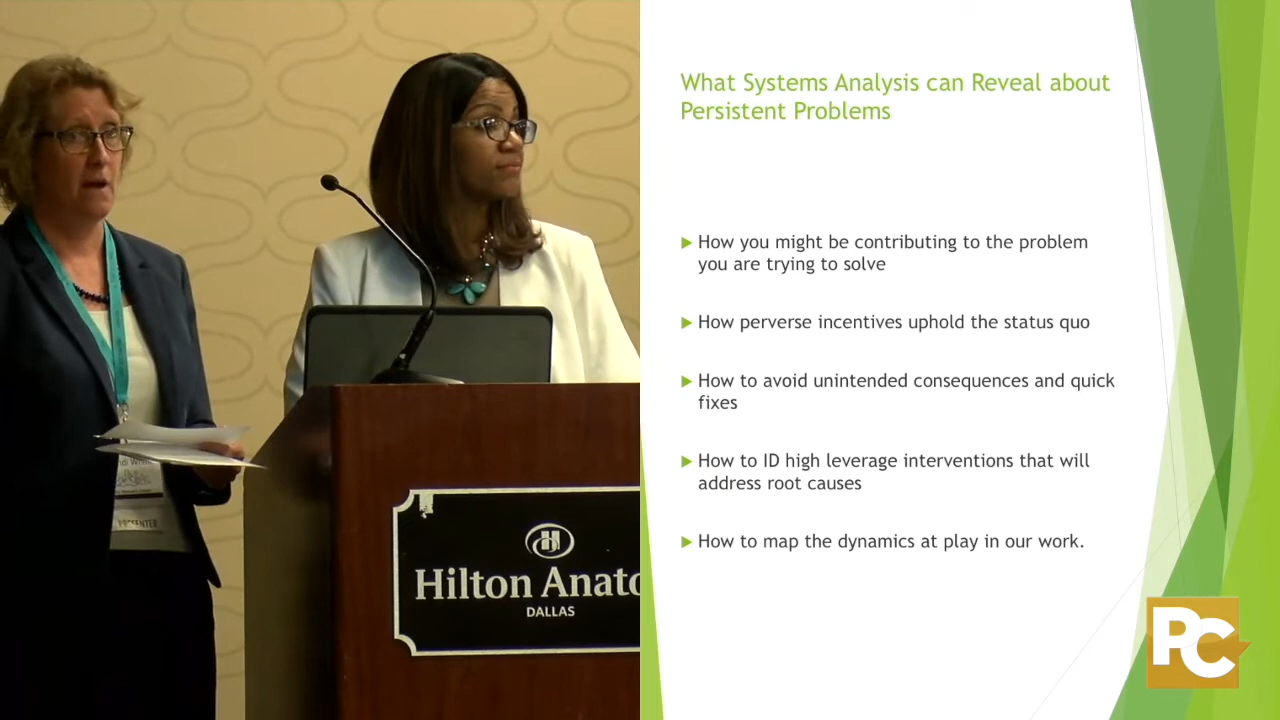 What Systems Analysis can Reveal about
Persistent Problems
How you might be contributing to the problem
you are trying to solve
How perverse incentives uphold the status quo
How to avoid unintended consequences and quick
fixes
How to ID high leverage interventions that will
address root causes
How to map the dynamics at play in our work.
PRESENTER
H
Hilton Anato
DALLAS
PC